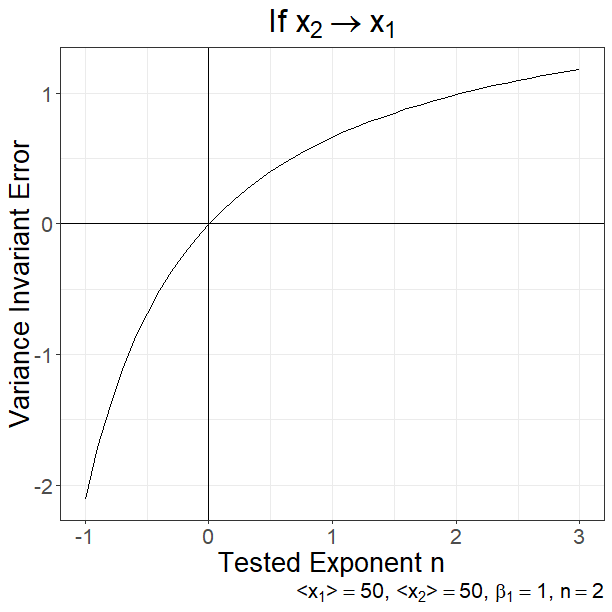 If x₂ → x₁
Variance Invariant Error
1
0
-1
-2
-1 0 1 2 3
Tested Exponent n
<x₁> = 50, <x₂> = 50, β₁ = 1, n = 2